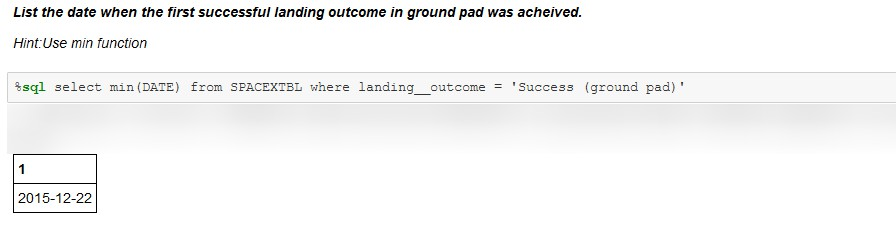 List the date when the first successful landing outcome in ground pad was acheived.
Hint:Use min function
%sql select min(DATE) from SPACEXTBL where landing__outcome = 'Success (ground pad)'
1
2015-12-22